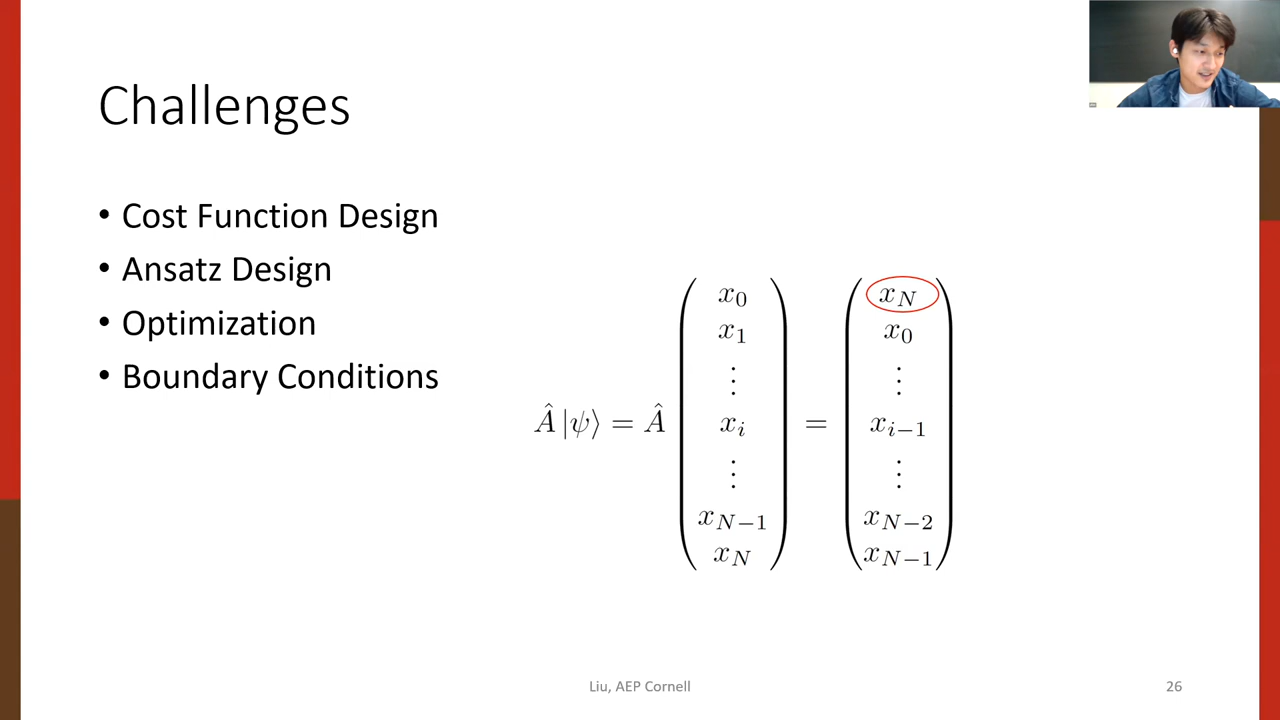 Challenges
• Cost Function Design
• Ansatz Design
• Optimization
• Boundary Conditions
Â |ψ⟩ = Â ( x_0 x_1 ⋮ x_i ⋮ x_{N−1} x_N ) = ( x_N x_0 ⋮ x_{i−1} ⋮ x_{N−2} x_{N−1} )
Liu, AEP Cornell
26